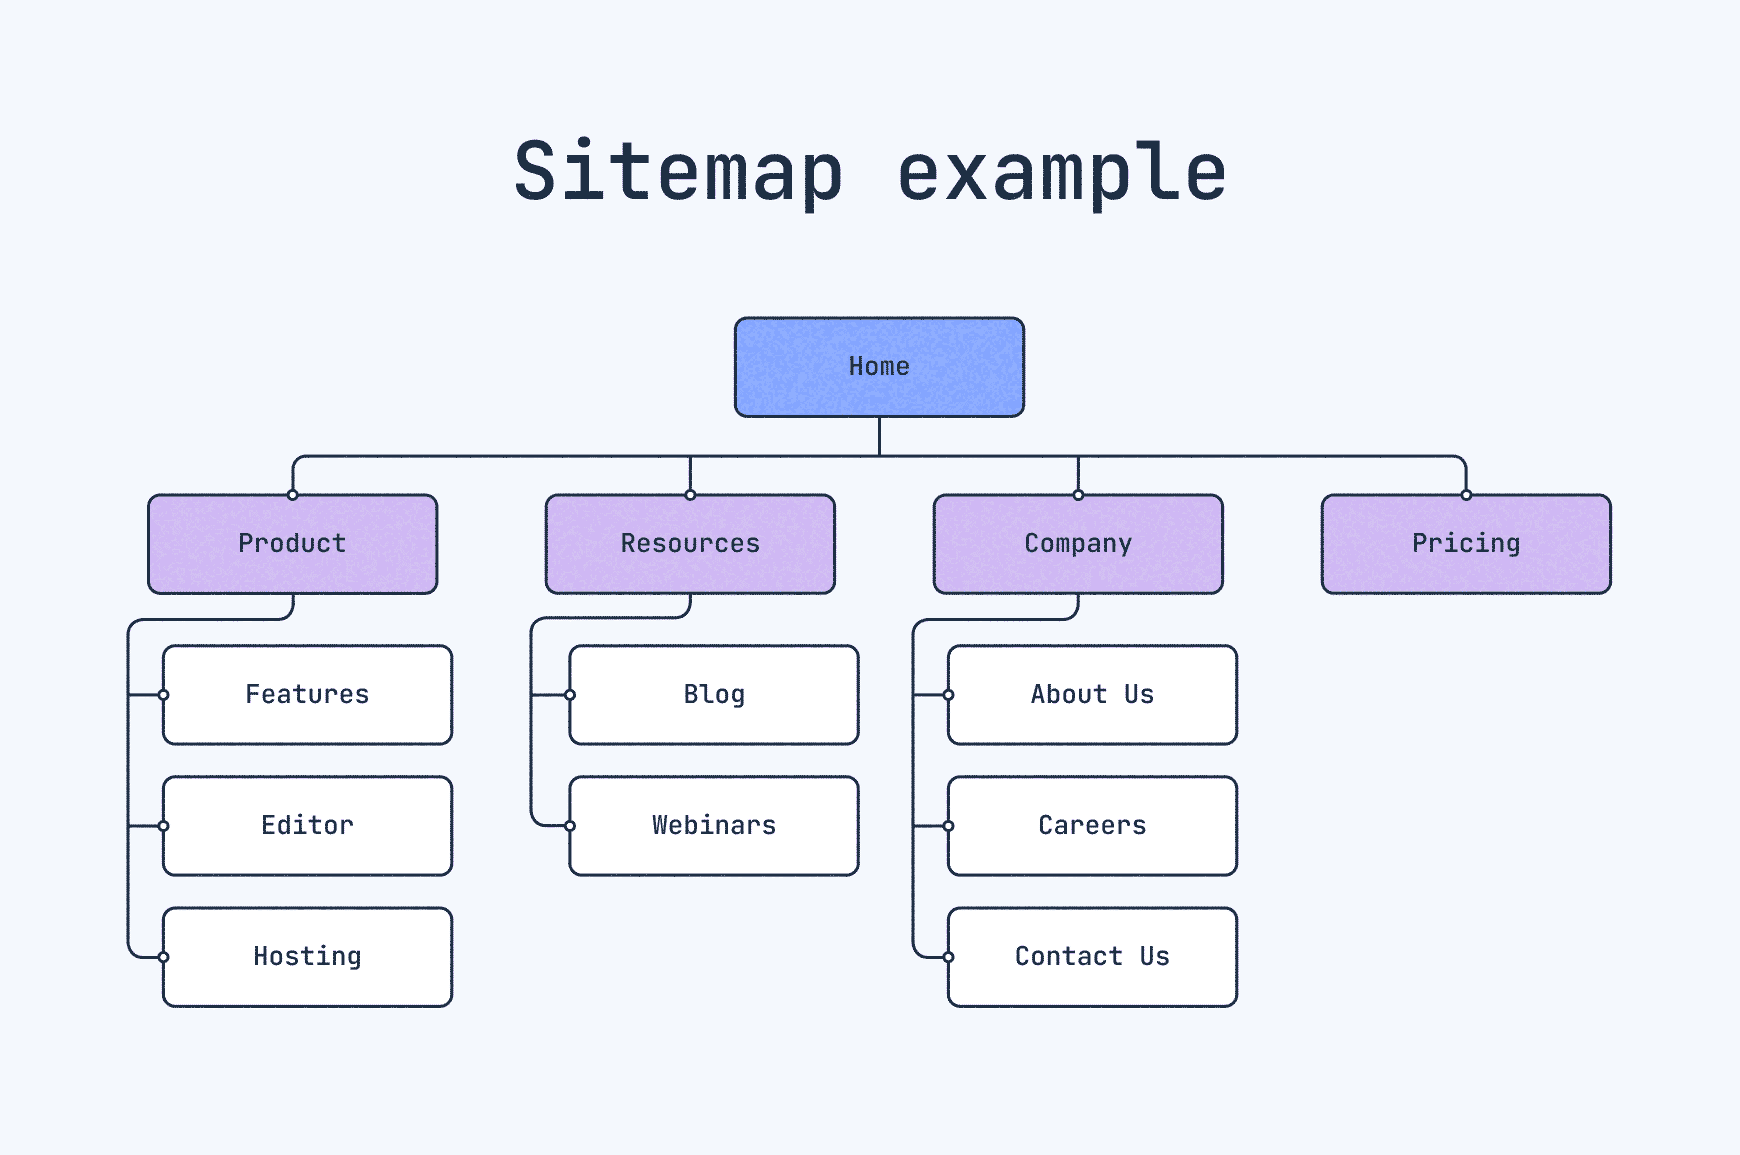 Sitemap example
Home
Product
Resources
Company
Pricing
Features
Blog
About Us
Editor
Webinars
Careers
Hosting
Contact Us